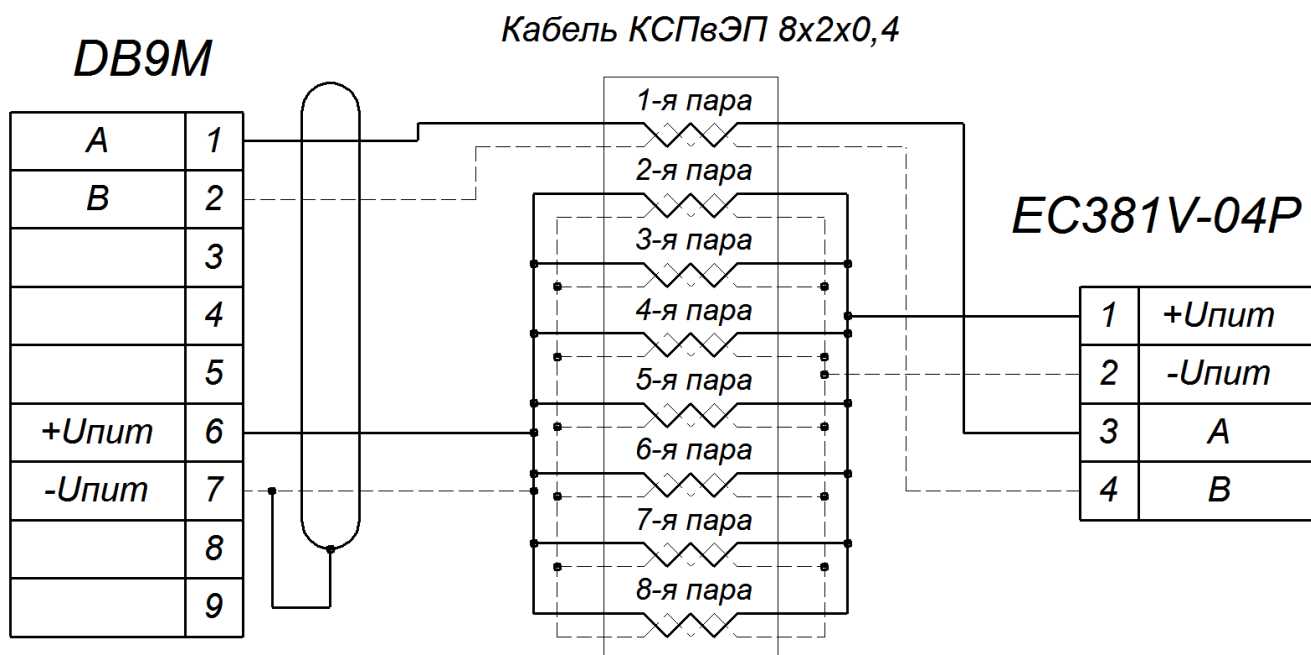 Кабель КСПвЭП 8х2х0,4
DB9M
A 1
B 2
3
4
5
+Uпит 6
-Uпит 7
8
9
1-я пара
2-я пара
3-я пара
4-я пара
5-я пара
6-я пара
7-я пара
8-я пара
EC381V-04P
1 +Uпит
2 -Uпит
3 A
4 B